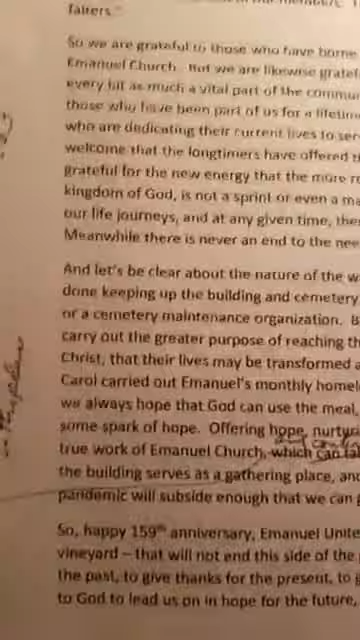 falters."
So we are grateful to those who have borne
Emanuel Church. But we are likewise gratef
every bit as much a vital part of the commu
those who have been part of us for a lifetim
who are dedicating their current lives to ser
welcome that the longtimers have offered t
grateful for the new energy that the more re
kingdom of God, is not a sprint or even a ma
our life journeys, and at any given time, the
Meanwhile there is never an end to the nee
And let's be clear about the nature of the w
done keeping up the building and cemetery
or a cemetery maintenance organization. B
carry out the greater purpose of reaching th
Christ, that their lives may be transformed a
Carol carried out Emanuel's monthly homel
we always hope that God can use the meal,
some spark of hope. Offering hope, nurturi
true work of Emanuel Church, which can ta
the building serves as a gathering place, and
pandemic will subside enough that we can g
So, happy 159th anniversary, Emanuel Unite
vineyard – that will not end this side of the
the past, to give thanks for the present, to g
to God to lead us on in hope for the future,